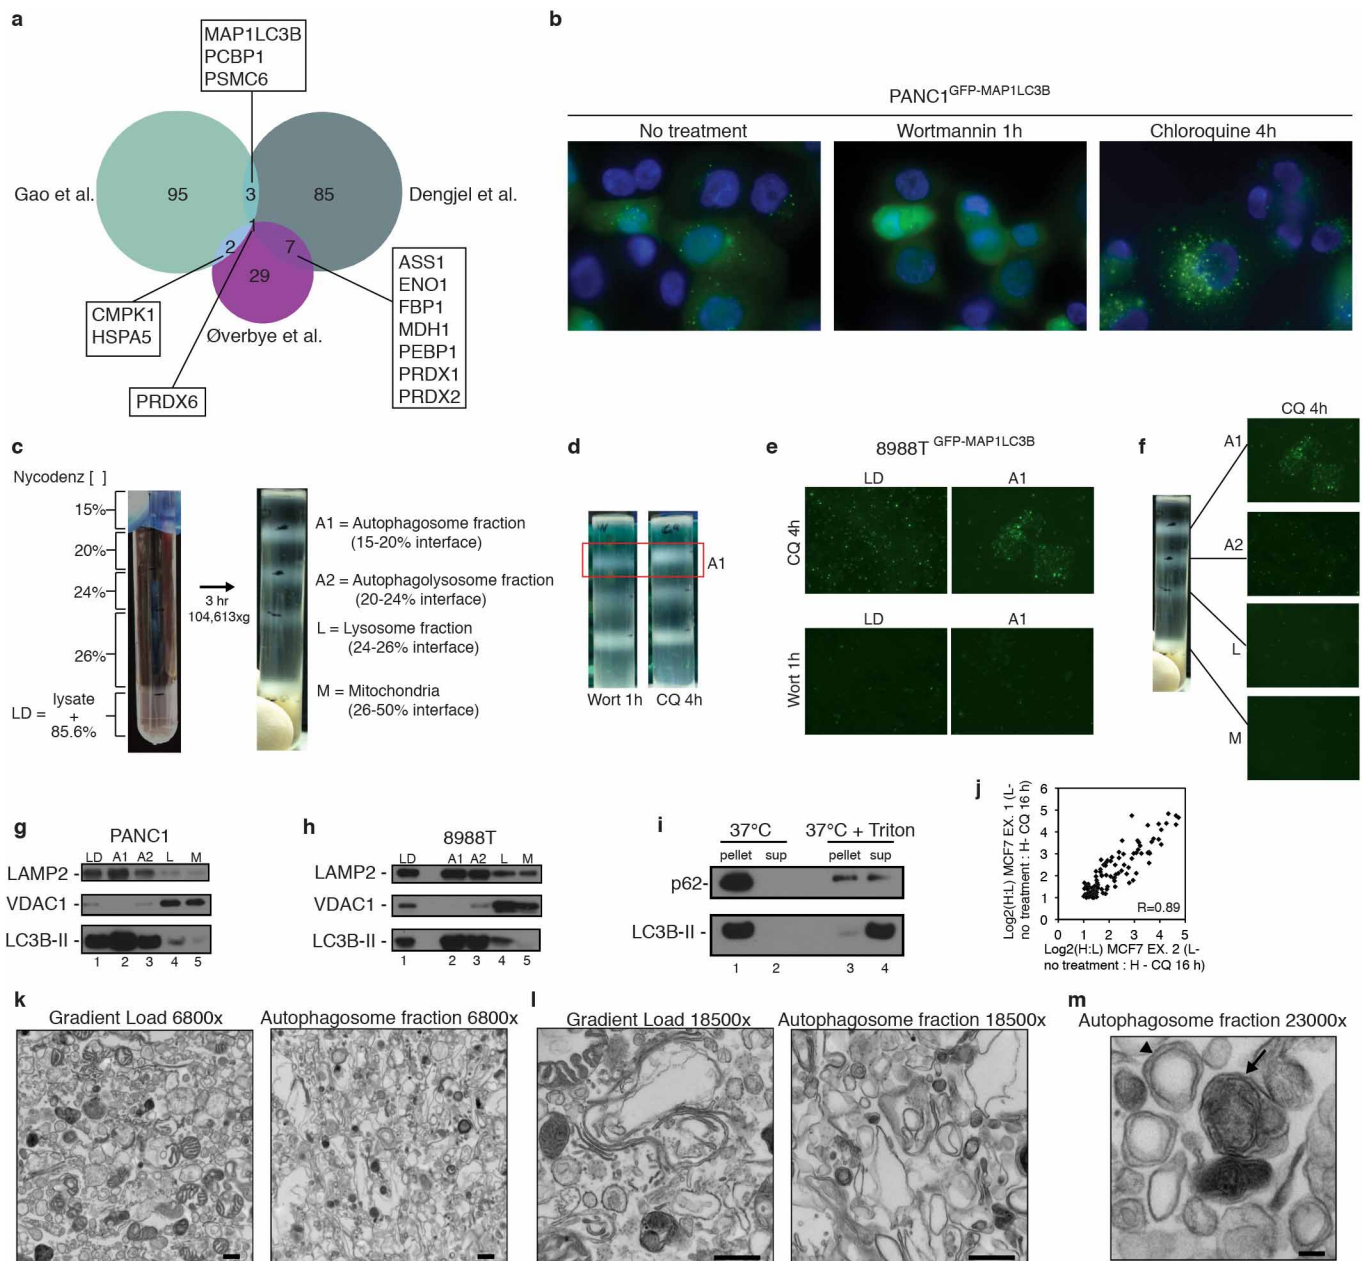 a
MAP1LC3B
PCBP1
PSMC6
Gao et al.
95
3
85
Dengjel et al.
1
2
7
29
Øverbye et al.
CMPK1
HSPA5
PRDX6
ASS1
ENO1
FBP1
MDH1
PEBP1
PRDX1
PRDX2
b
PANC1GFP-MAP1LC3B
No treatment
Wortmannin 1h
Chloroquine 4h
c
Nycodenz [ ]
15%
20%
24%
26%
LD =
lysate
+
85.6%
3 hr
104,613xg
A1 = Autophagosome fraction
(15-20% interface)
A2 = Autophagolysosome fraction
(20-24% interface)
L = Lysosome fraction
(24-26% interface)
M = Mitochondria
(26-50% interface)
d
A1
Wort 1h
CQ 4h
e
8988T GFP-MAP1LC3B
LD
A1
CQ 4h
LD
A1
Wort 1h
f
CQ 4h
A1
A2
L
M
g
PANC1
LD A1 A2 L M
LAMP2 -
VDAC1 -
LC3B-II -
1 2 3 4 5
h
8988T
LD A1 A2 L M
LAMP2 -
VDAC1 -
LC3B-II -
1 2 3 4 5
i
37°C
37°C + Triton
pellet sup pellet sup
p62-
LC3B-II -
1 2 3 4
j
Log2(H:L) MCF7 EX. 1 (L-
no treatment : H- CQ 16 h)
6
5
4
3
2
1
0
R=0.89
0 1 2 3 4 5
Log2(H:L) MCF7 EX. 2 (L-
no treatment : H - CQ 16 h)
k
Gradient Load 6800x
Autophagosome fraction 6800x
l
Gradient Load 18500x
Autophagosome fraction 18500x
m
Autophagosome fraction 23000x